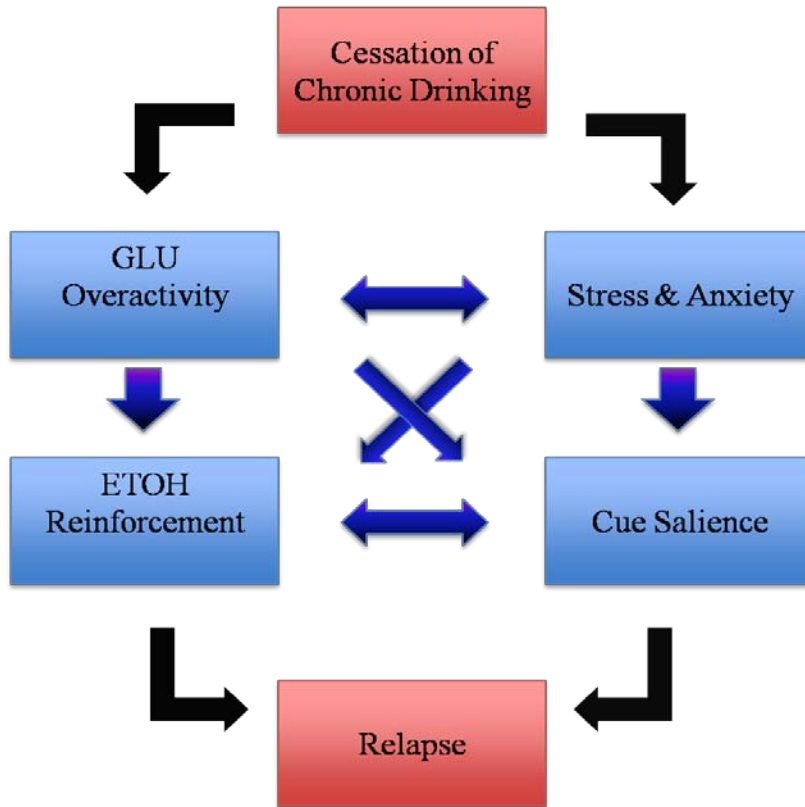 Cessation of
Chronic Drinking
GLU
Overactivity
Stress & Anxiety
ETOH
Reinforcement
Cue Salience
Relapse